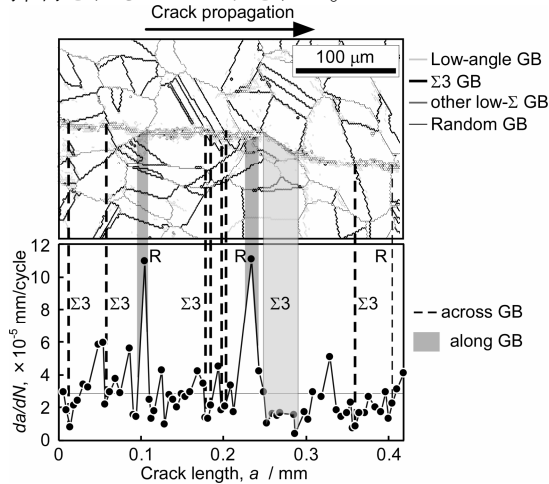 Crack propagation
100 μm
Low-angle GB
Σ3 GB
other low-Σ GB
Random GB
12
10
8
6
4
2
0
da/dN, ×10⁻⁵ mm/cycle
R
R
R
Σ3
Σ3
Σ3
Σ3
Σ3
across GB
along GB
0
0.1
0.2
0.3
0.4
Crack length, a / mm